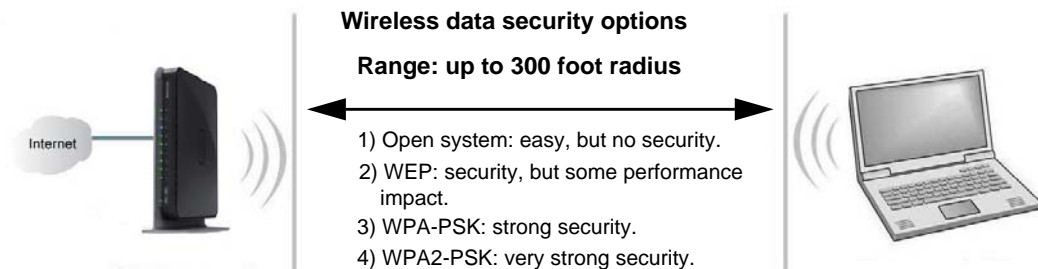 Wireless data security options
Range: up to 300 foot radius
Internet
1) Open system: easy, but no security.
2) WEP: security, but some performance
impact.
3) WPA-PSK: strong security.
4) WPA2-PSK: very strong security.